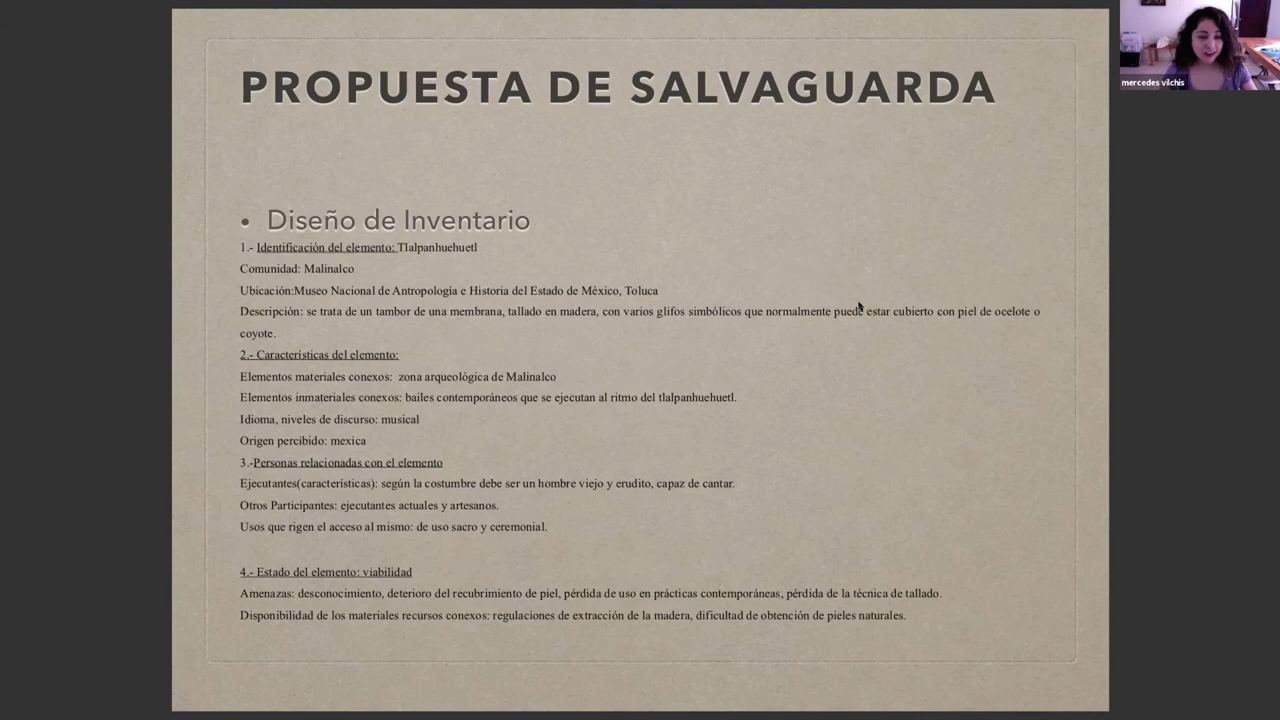 PROPUESTA DE SALVAGUARDA
mercedes vilchis
• Diseño de Inventario
1.- Identificación del elemento: Tlalpanhuehuetl
Comunidad: Malinalco
Ubicación:Museo Nacional de Antropología e Historia del Estado de México, Toluca
Descripción: se trata de un tambor de una membrana, tallado en madera, con varios glifos simbólicos que normalmente puede estar cubierto con piel de ocelote o
coyote.
2.- Características del elemento:
Elementos materiales conexos: zona arqueológica de Malinalco
Elementos inmateriales conexos: bailes contemporáneos que se ejecutan al ritmo del tlalpanhuehuetl.
Idioma, niveles de discurso: musical
Origen percibido: mexica
3.-Personas relacionadas con el elemento
Ejecutantes(características): según la costumbre debe ser un hombre viejo y erudito, capaz de cantar.
Otros Participantes: ejecutantes actuales y artesanos.
Usos que rigen el acceso al mismo: de uso sacro y ceremonial.
4.- Estado del elemento: viabilidad
Amenazas: desconocimiento, deterioro del recubrimiento de piel, pérdida de uso en prácticas contemporáneas, pérdida de la técnica de tallado.
Disponibilidad de los materiales recursos conexos: regulaciones de extracción de la madera, dificultad de obtención de pieles naturales.